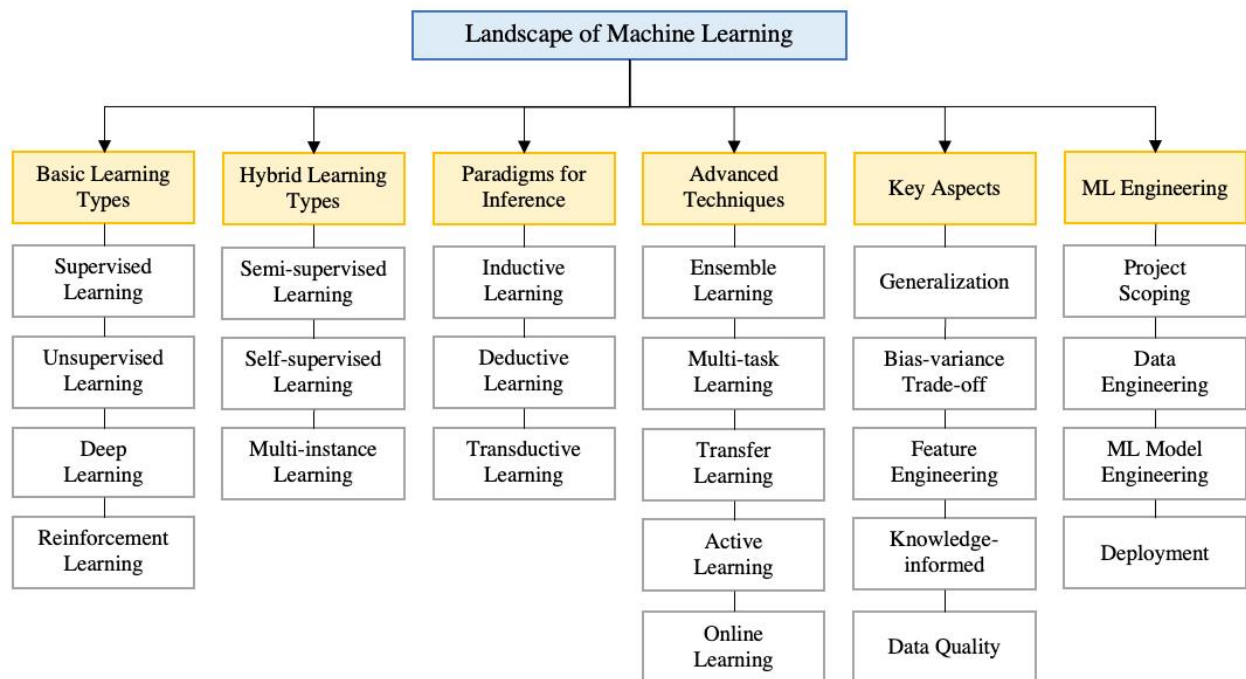 Landscape of Machine Learning
Basic Learning
Types
Supervised
Learning
Unsupervised
Learning
Deep
Learning
Reinforcement
Learning
Hybrid Learning
Types
Semi-supervised
Learning
Self-supervised
Learning
Multi-instance
Learning
Paradigms for
Inference
Inductive
Learning
Deductive
Learning
Transductive
Learning
Advanced
Techniques
Ensemble
Learning
Multi-task
Learning
Transfer
Learning
Active
Learning
Online
Learning
Key Aspects
Generalization
Bias-variance
Trade-off
Feature
Engineering
Knowledge-
informed
Data Quality
ML Engineering
Project
Scoping
Data
Engineering
ML Model
Engineering
Deployment